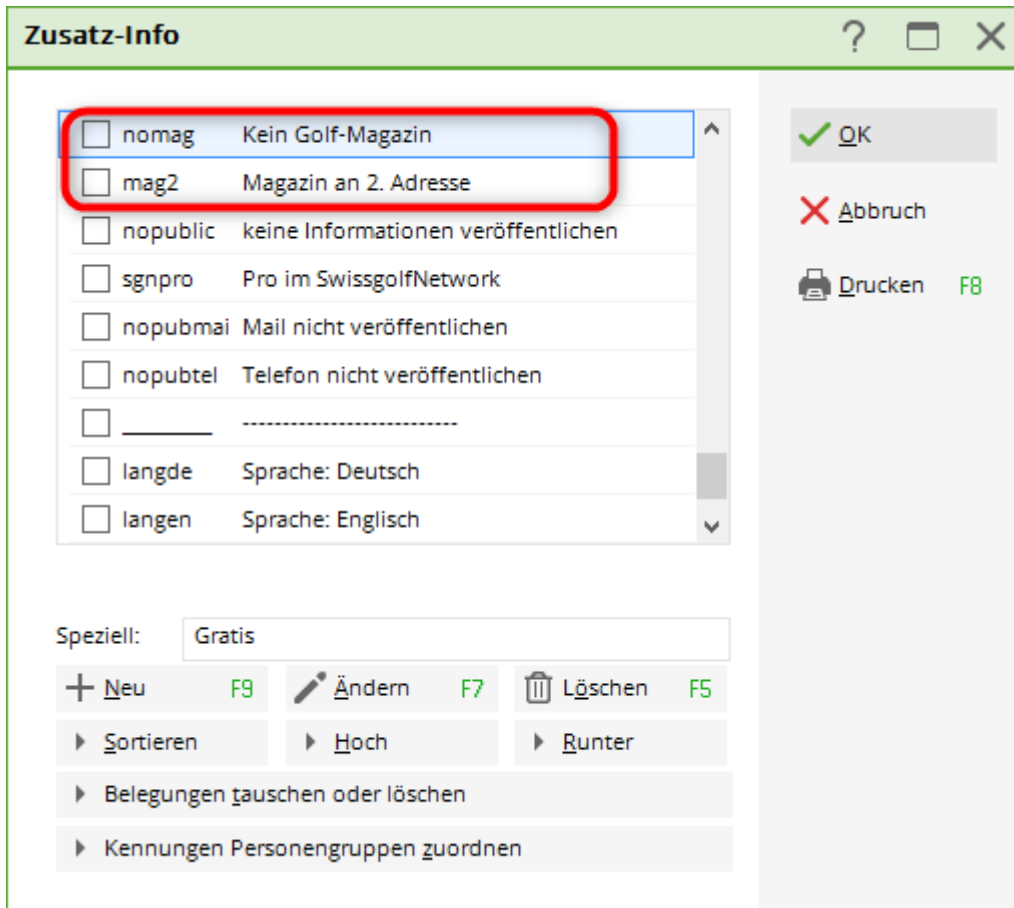 Zusatz-Info ?
nomag Kein Golf-Magazin
mag2 Magazin an 2. Adresse
nopublic keine Informationen veröffentlichen
sgnpro Pro im SwissgolfNetwork
nopubmai Mail nicht veröffentlichen
nopubtel Telefon nicht veröffentlichen
_________ ---------------------------
langde Sprache: Deutsch
langen Sprache: Englisch
OK
Abbruch
Drucken F8
Speziell: Gratis
Neu F9 Ändern F7 Löschen F5
Sortieren Hoch Runter
Belegungen tauschen oder löschen
Kennungen Personengruppen zuordnen